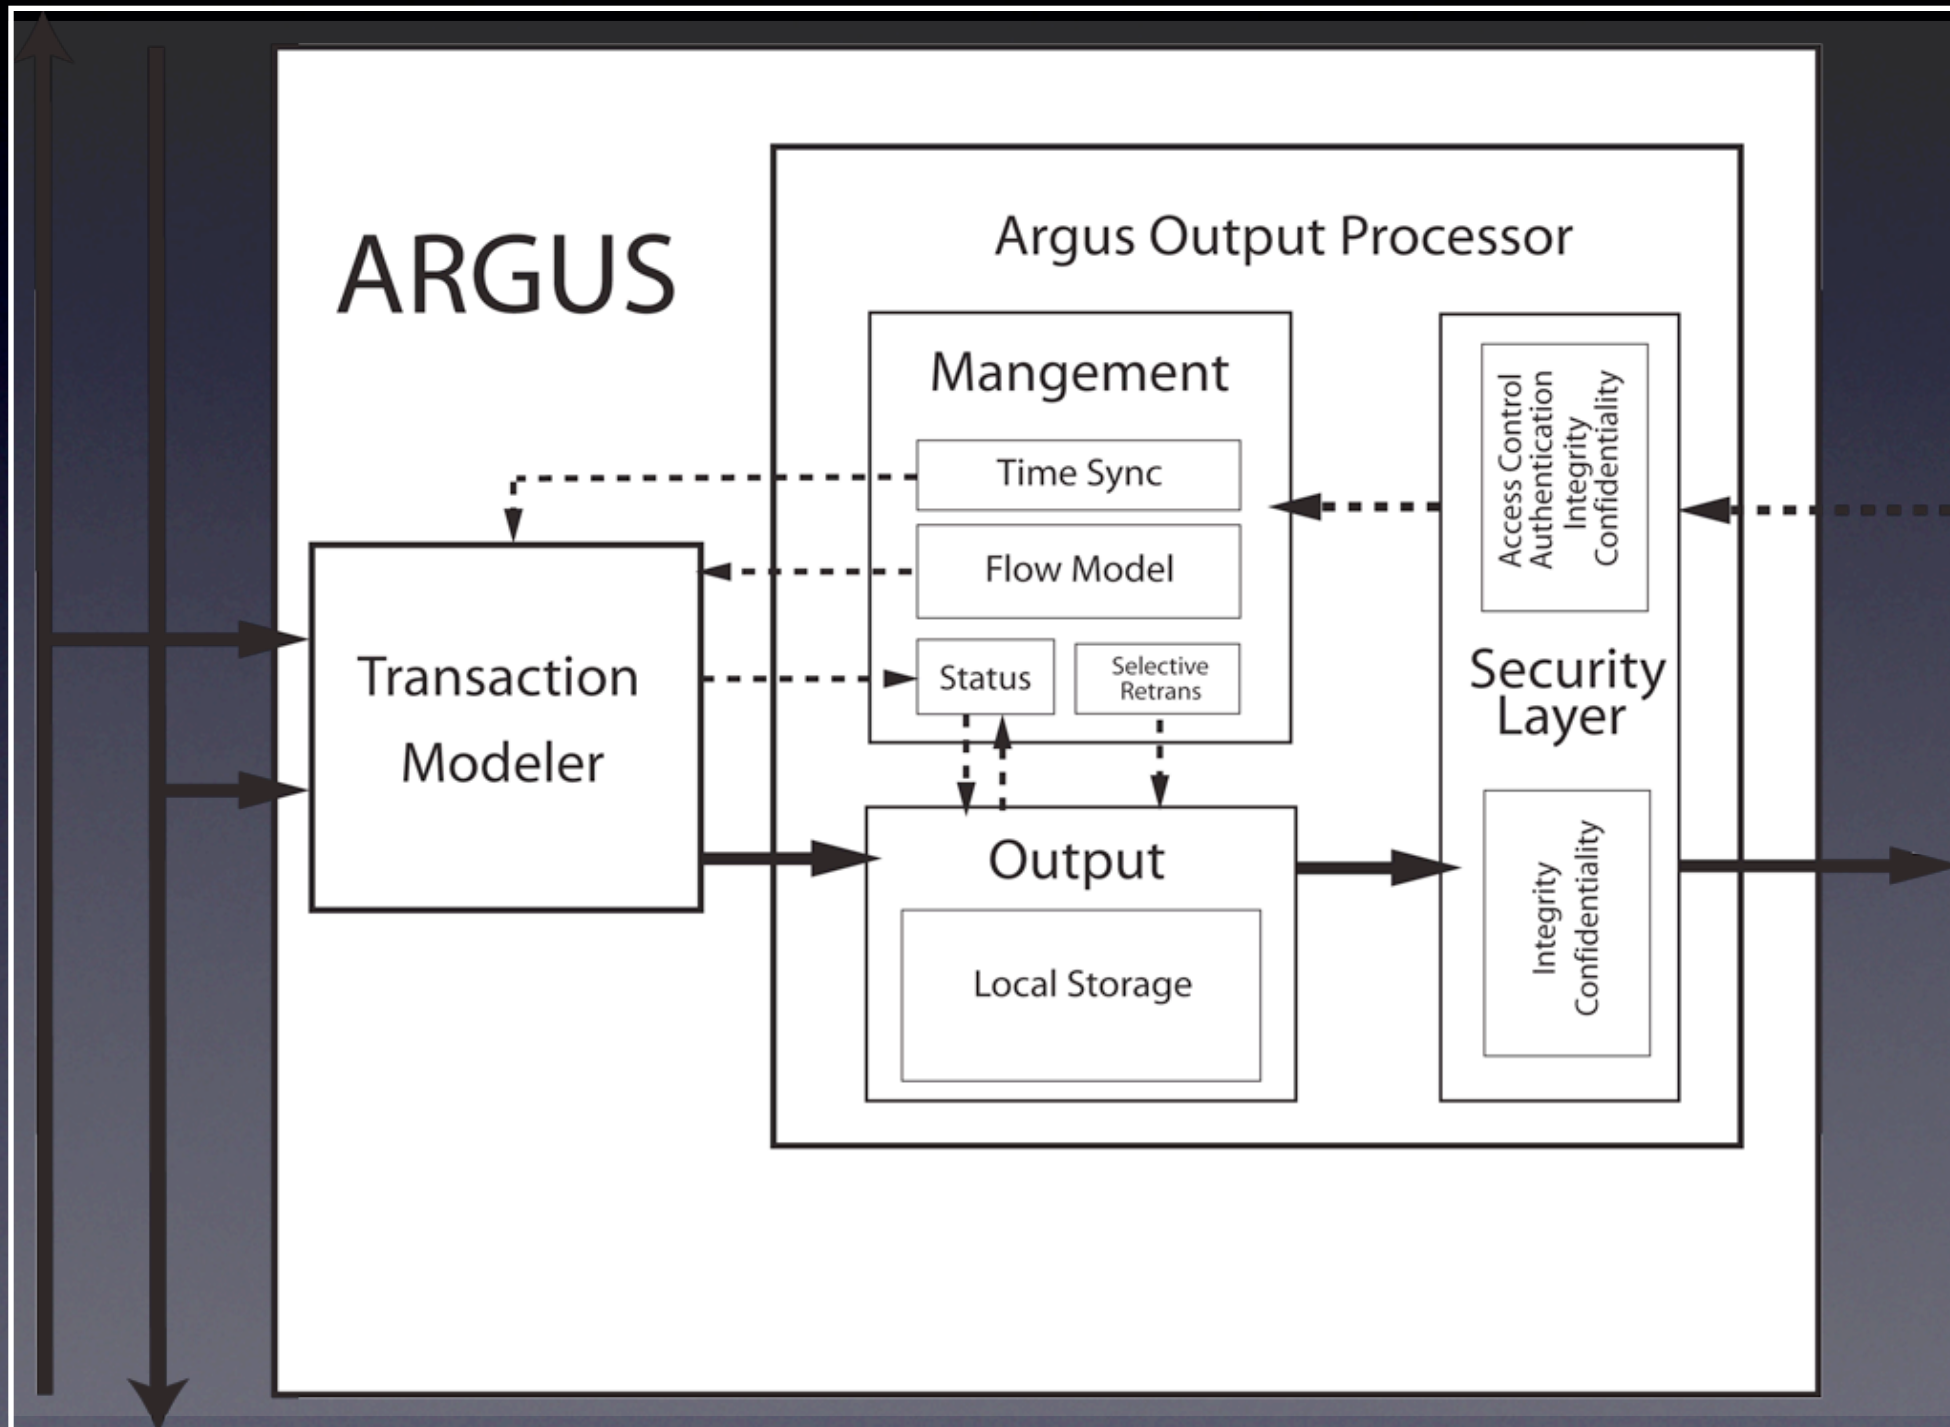 ARGUS
Argus Output Processor
Mangement
Time Sync
Flow Model
Status
Selective
Retrans
Transaction
Modeler
Output
Local Storage
Access Control
Authentication
Integrity
Confidentiality
Security
Layer
Integrity
Confidentiality